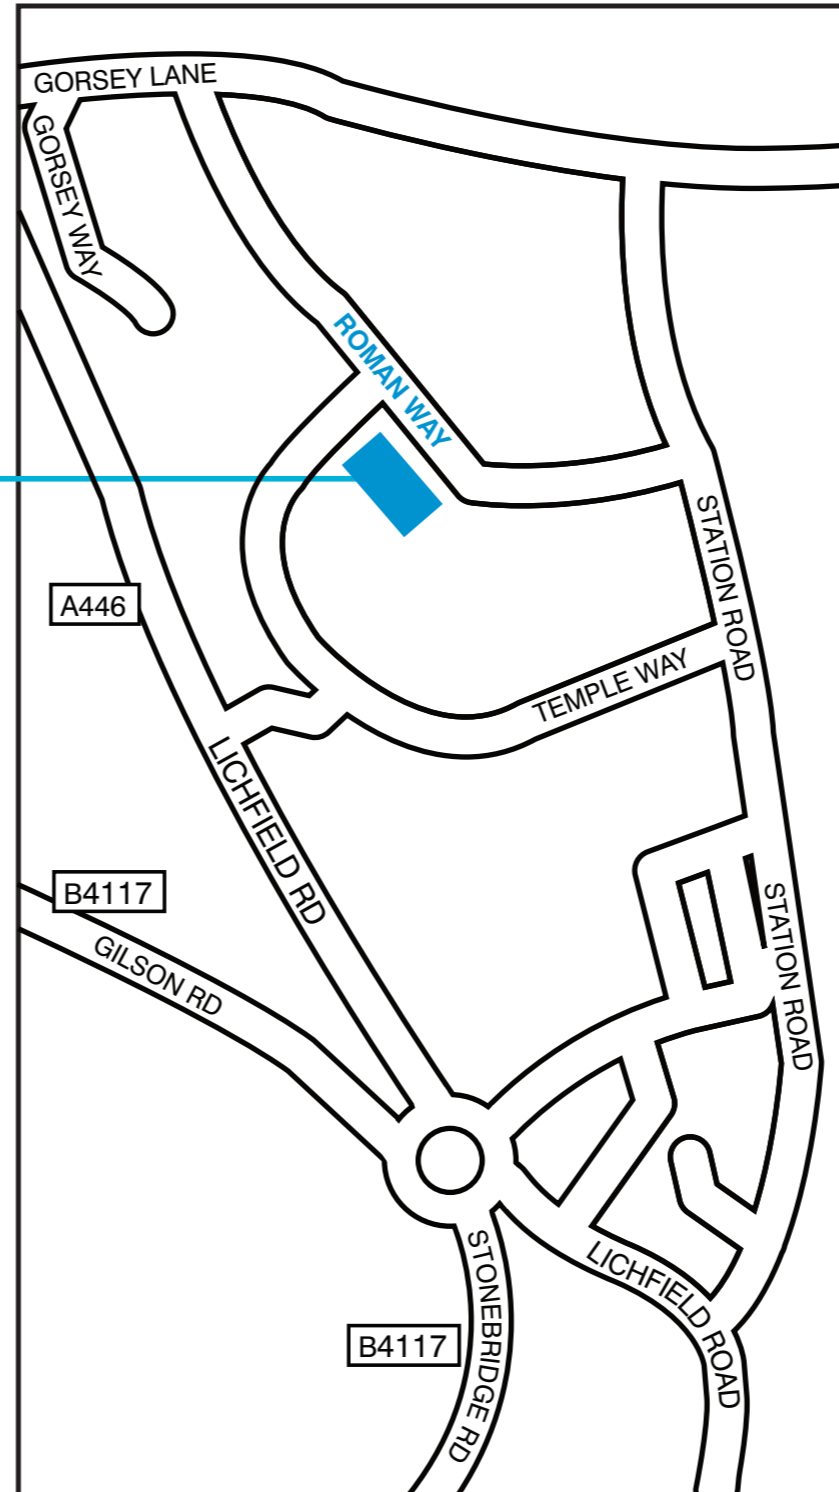 GORSEY LANE
GORSEY WAY
ROMAN WAY
STATION ROAD
A446
TEMPLE WAY
LICHFIELD RD
B4117
GILSON RD
STATION ROAD
STONEBRIDGE RD
LICHFIELD ROAD
B4117